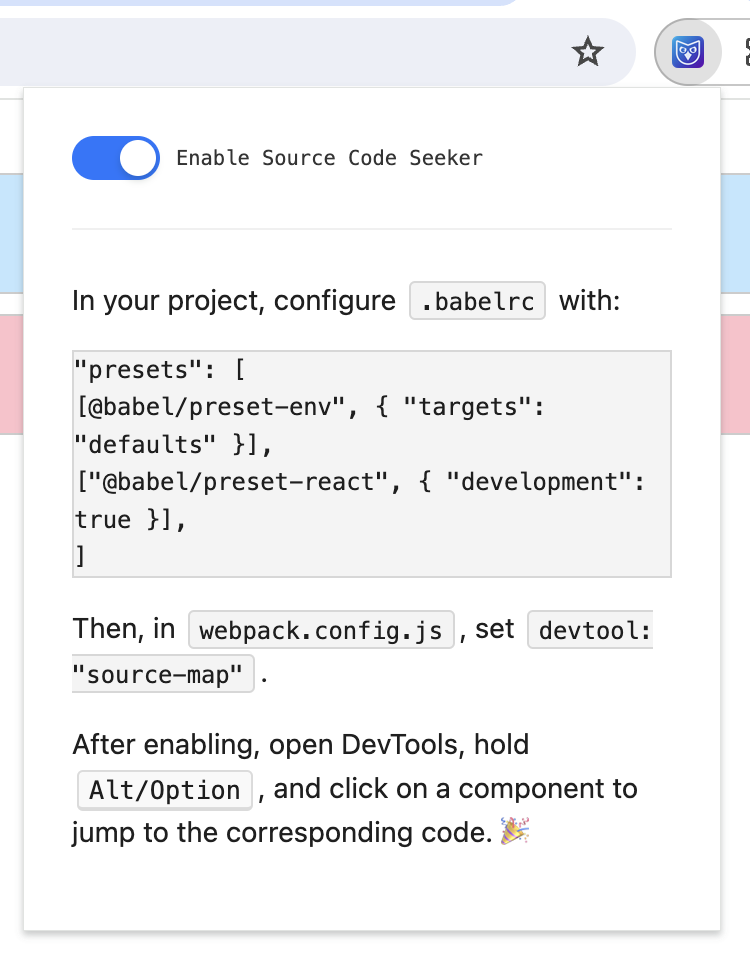 Enable Source Code Seeker
In your project, configure .babelrc with:
"presets": [
[@babel/preset-env", { "targets":
"defaults" }],
["@babel/preset-react", { "development":
true }],
]
Then, in webpack.config.js, set devtool:
"source-map".
After enabling, open DevTools, hold
Alt/Option, and click on a component to
jump to the corresponding code. 🎉